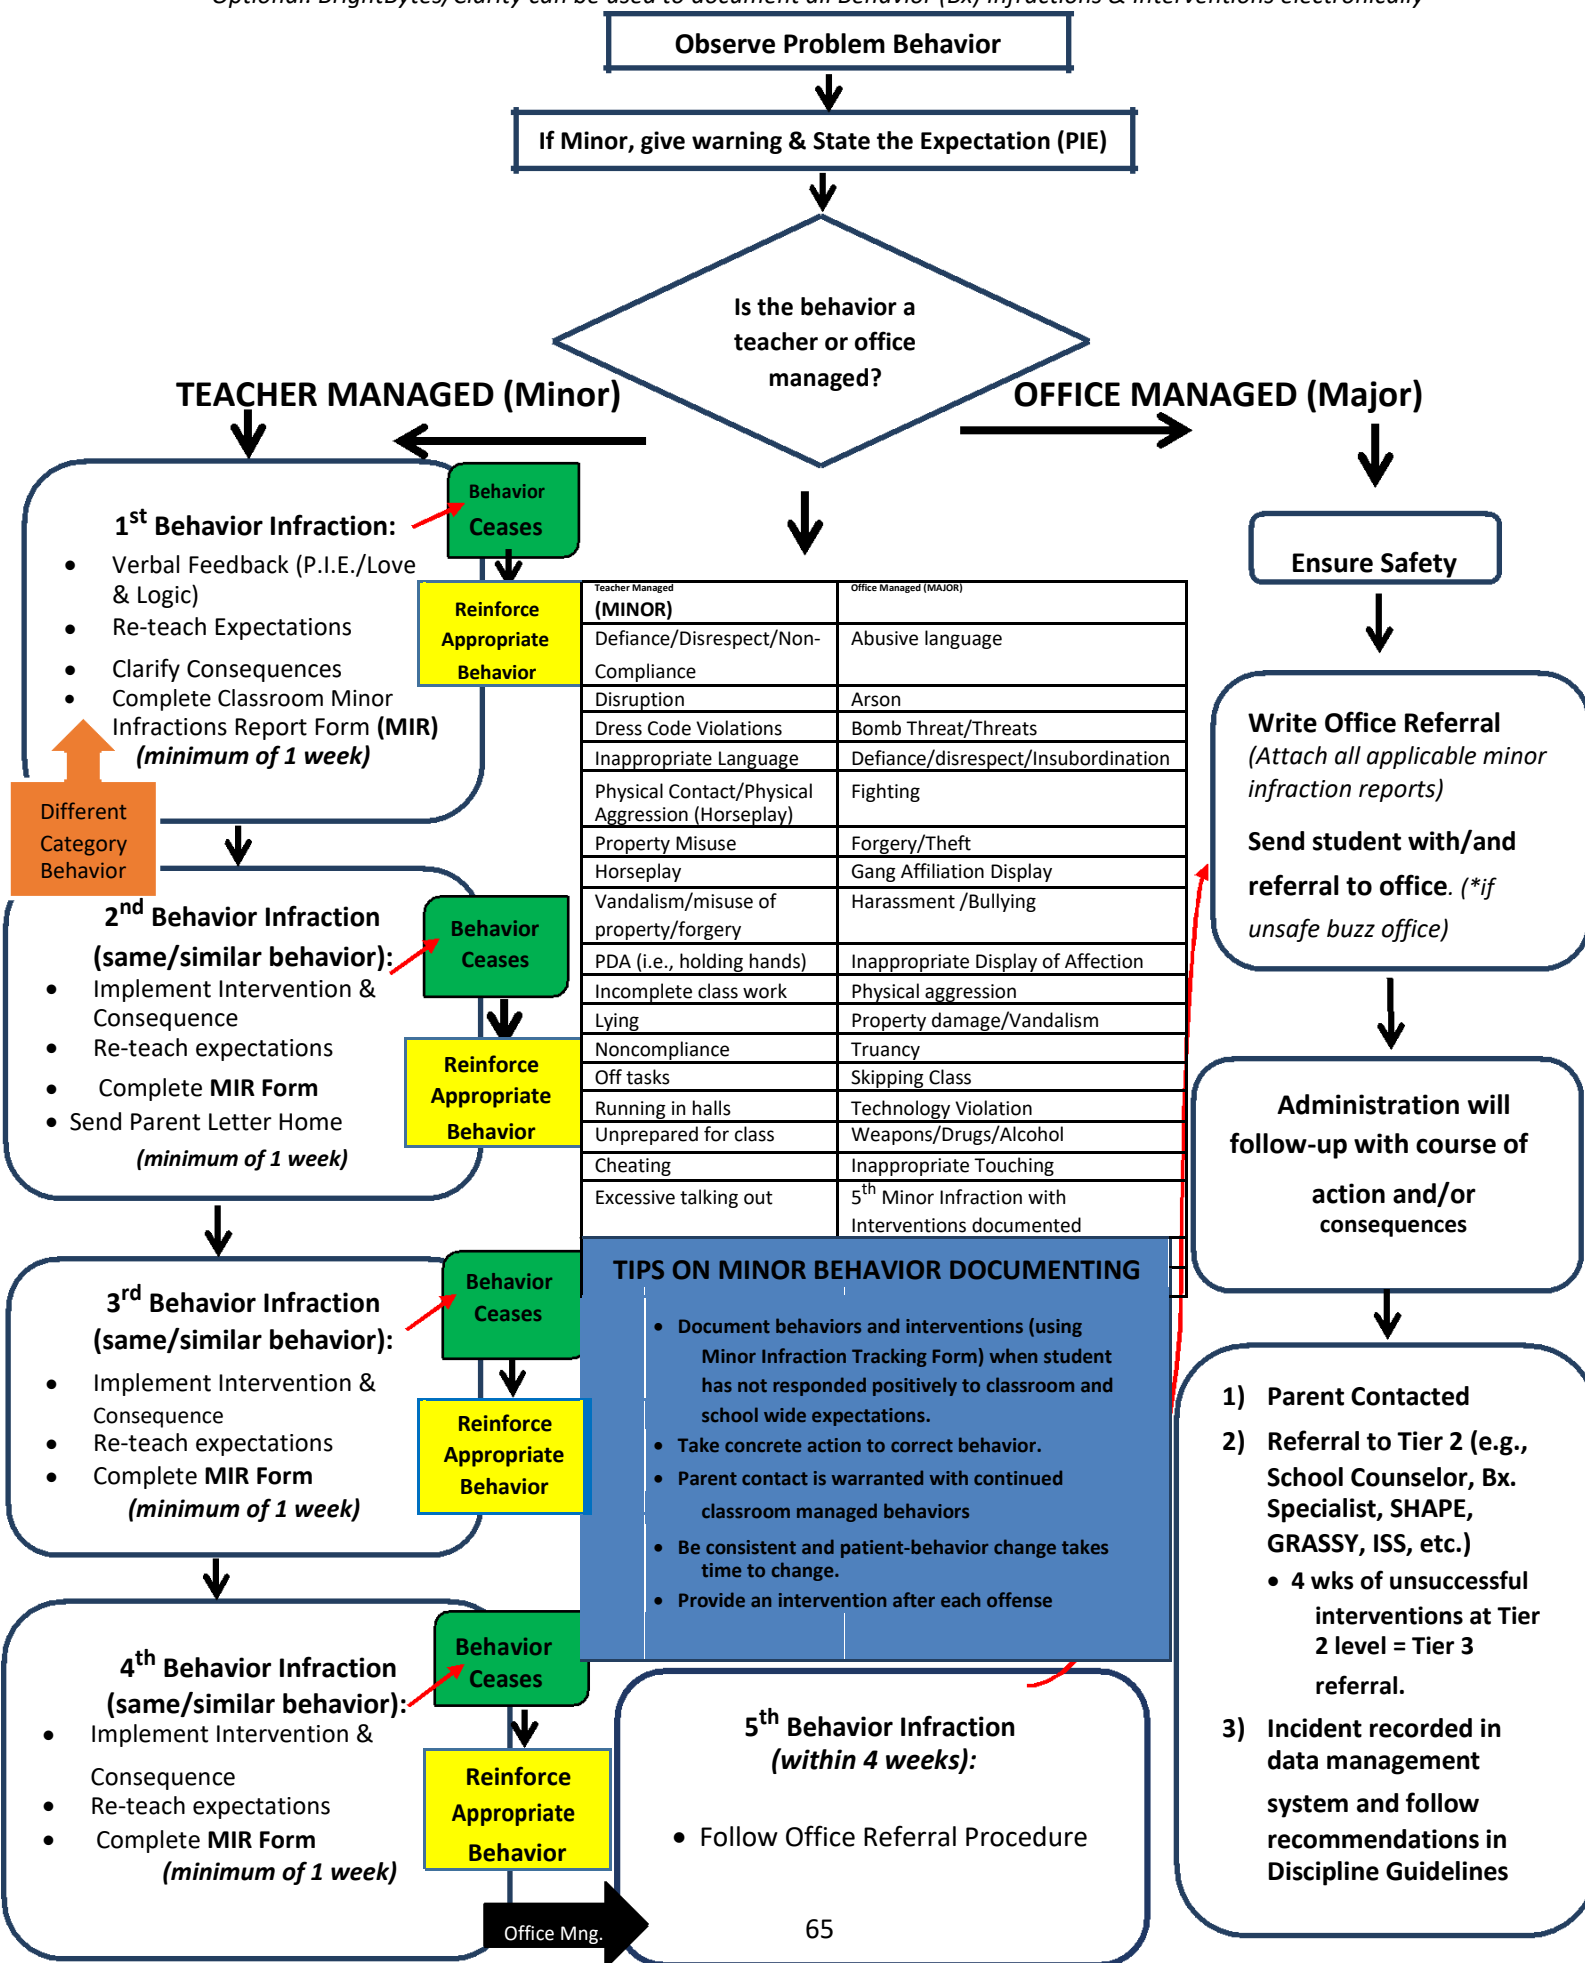 Optional: BrightBytes/Clarity can be used to document all Behavior (Bx) Infractions & Interventions electronically
Observe Problem Behavior
If Minor, give warning & State the Expectation (PIE)
Is the behavior a
teacher or office
managed?
TEACHER MANAGED (Minor)
OFFICE MANAGED (Major)
1st Behavior Infraction:
• Verbal Feedback (P.I.E./Love
& Logic)
• Re-teach Expectations
• Clarify Consequences
• Complete Classroom Minor
Infractions Report Form (MIR)
(minimum of 1 week)
Behavior
Ceases
Reinforce
Appropriate
Behavior
Different
Category
Behavior
2nd Behavior Infraction
(same/similar behavior):
• Implement Intervention &
Consequence
• Re-teach expectations
• Complete MIR Form
• Send Parent Letter Home
(minimum of 1 week)
Behavior
Ceases
Reinforce
Appropriate
Behavior
3rd Behavior Infraction
(same/similar behavior):
• Implement Intervention &
Consequence
• Re-teach expectations
• Complete MIR Form
(minimum of 1 week)
Behavior
Ceases
Reinforce
Appropriate
Behavior
4th Behavior Infraction
(same/similar behavior):
• Implement Intervention &
Consequence
• Re-teach expectations
• Complete MIR Form
(minimum of 1 week)
Behavior
Ceases
Reinforce
Appropriate
Behavior
Office Mng.
Teacher Managed Office Managed (MAJOR)
(MINOR)
Defiance/Disrespect/Non- Abusive language
Compliance
Disruption Arson
Dress Code Violations Bomb Threat/Threats
Inappropriate Language Defiance/disrespect/Insubordination
Physical Contact/Physical Fighting
Aggression (Horseplay)
Property Misuse Forgery/Theft
Horseplay Gang Affiliation Display
Vandalism/misuse of Harassment /Bullying
property/forgery
PDA (i.e., holding hands) Inappropriate Display of Affection
Incomplete class work Physical aggression
Lying Property damage/Vandalism
Noncompliance Truancy
Off tasks Skipping Class
Running in halls Technology Violation
Unprepared for class Weapons/Drugs/Alcohol
Cheating Inappropriate Touching
Excessive talking out 5th Minor Infraction with
Interventions documented
TIPS ON MINOR BEHAVIOR DOCUMENTING
• Document behaviors and interventions (using
Minor Infraction Tracking Form) when student
has not responded positively to classroom and
school wide expectations.
• Take concrete action to correct behavior.
• Parent contact is warranted with continued
classroom managed behaviors
• Be consistent and patient-behavior change takes
time to change.
• Provide an intervention after each offense
5th Behavior Infraction
(within 4 weeks):
• Follow Office Referral Procedure
65
Ensure Safety
Write Office Referral
(Attach all applicable minor
infraction reports)
Send student with/and
referral to office. (*if
unsafe buzz office)
Administration will
follow-up with course of
action and/or
consequences
1) Parent Contacted
2) Referral to Tier 2 (e.g.,
School Counselor, Bx.
Specialist, SHAPE,
GRASSY, ISS, etc.)
• 4 wks of unsuccessful
interventions at Tier
2 level = Tier 3
referral.
3) Incident recorded in
data management
system and follow
recommendations in
Discipline Guidelines